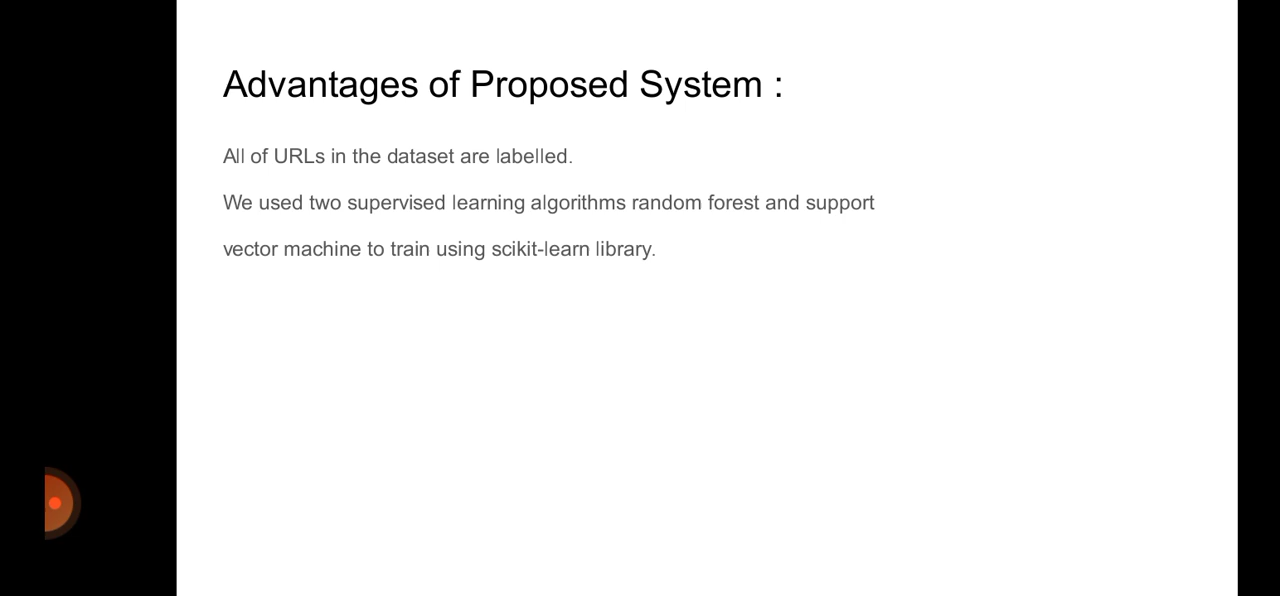 Advantages of Proposed System :
All of URLs in the dataset are labelled.
We used two supervised learning algorithms random forest and support
vector machine to train using scikit-learn library.